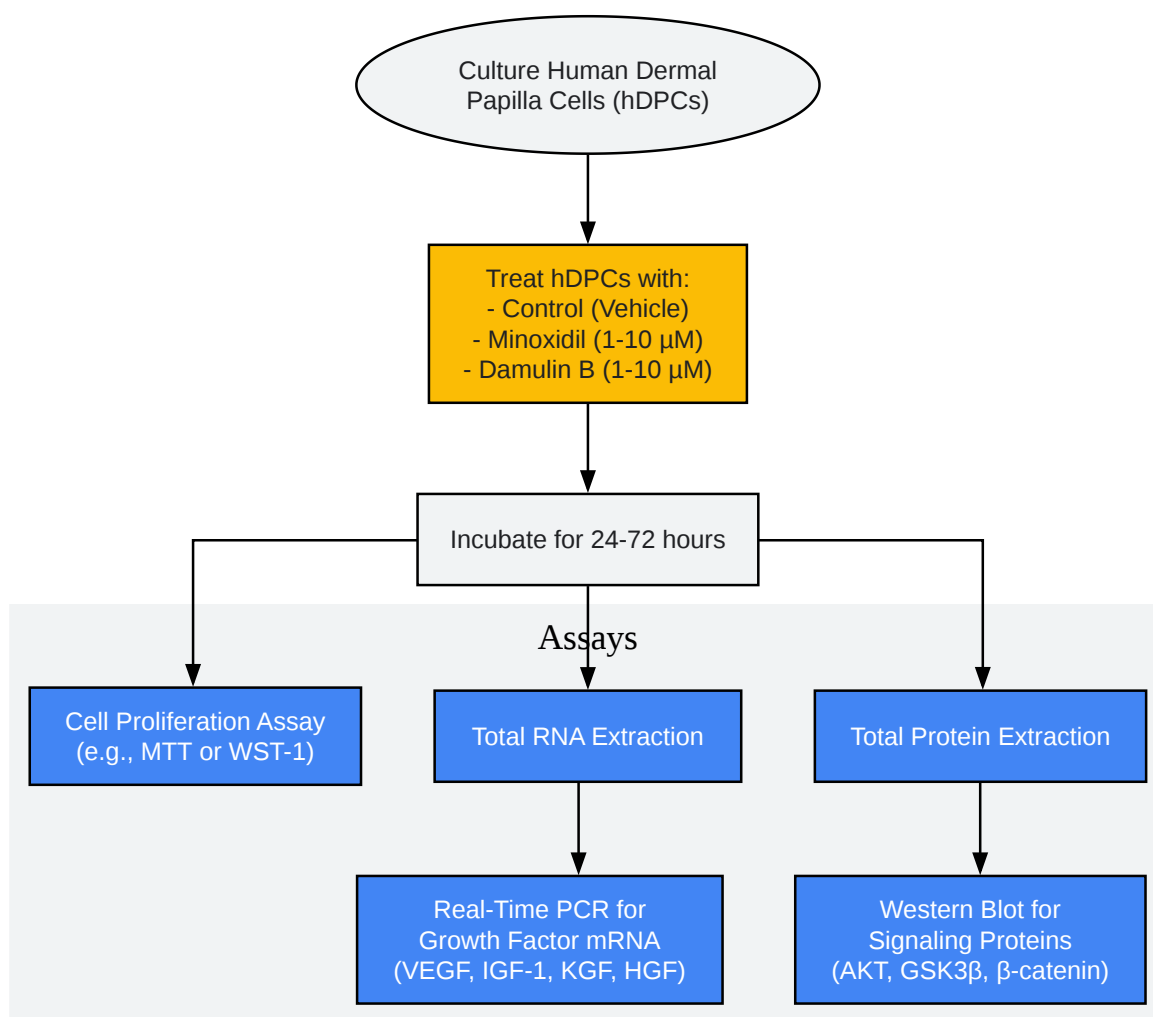 Culture Human Dermal
Papilla Cells (hDPCs)
Treat hDPCs with:
- Control (Vehicle)
- Minoxidil (1-10 µM)
- Damulin B (1-10 µM)
Incubate for 24-72 hours
Assays
Cell Proliferation Assay
(e.g., MTT or WST-1)
Total RNA Extraction
Total Protein Extraction
Real-Time PCR for
Growth Factor mRNA
(VEGF, IGF-1, KGF, HGF)
Western Blot for
Signaling Proteins
(AKT, GSK3β, β-catenin)